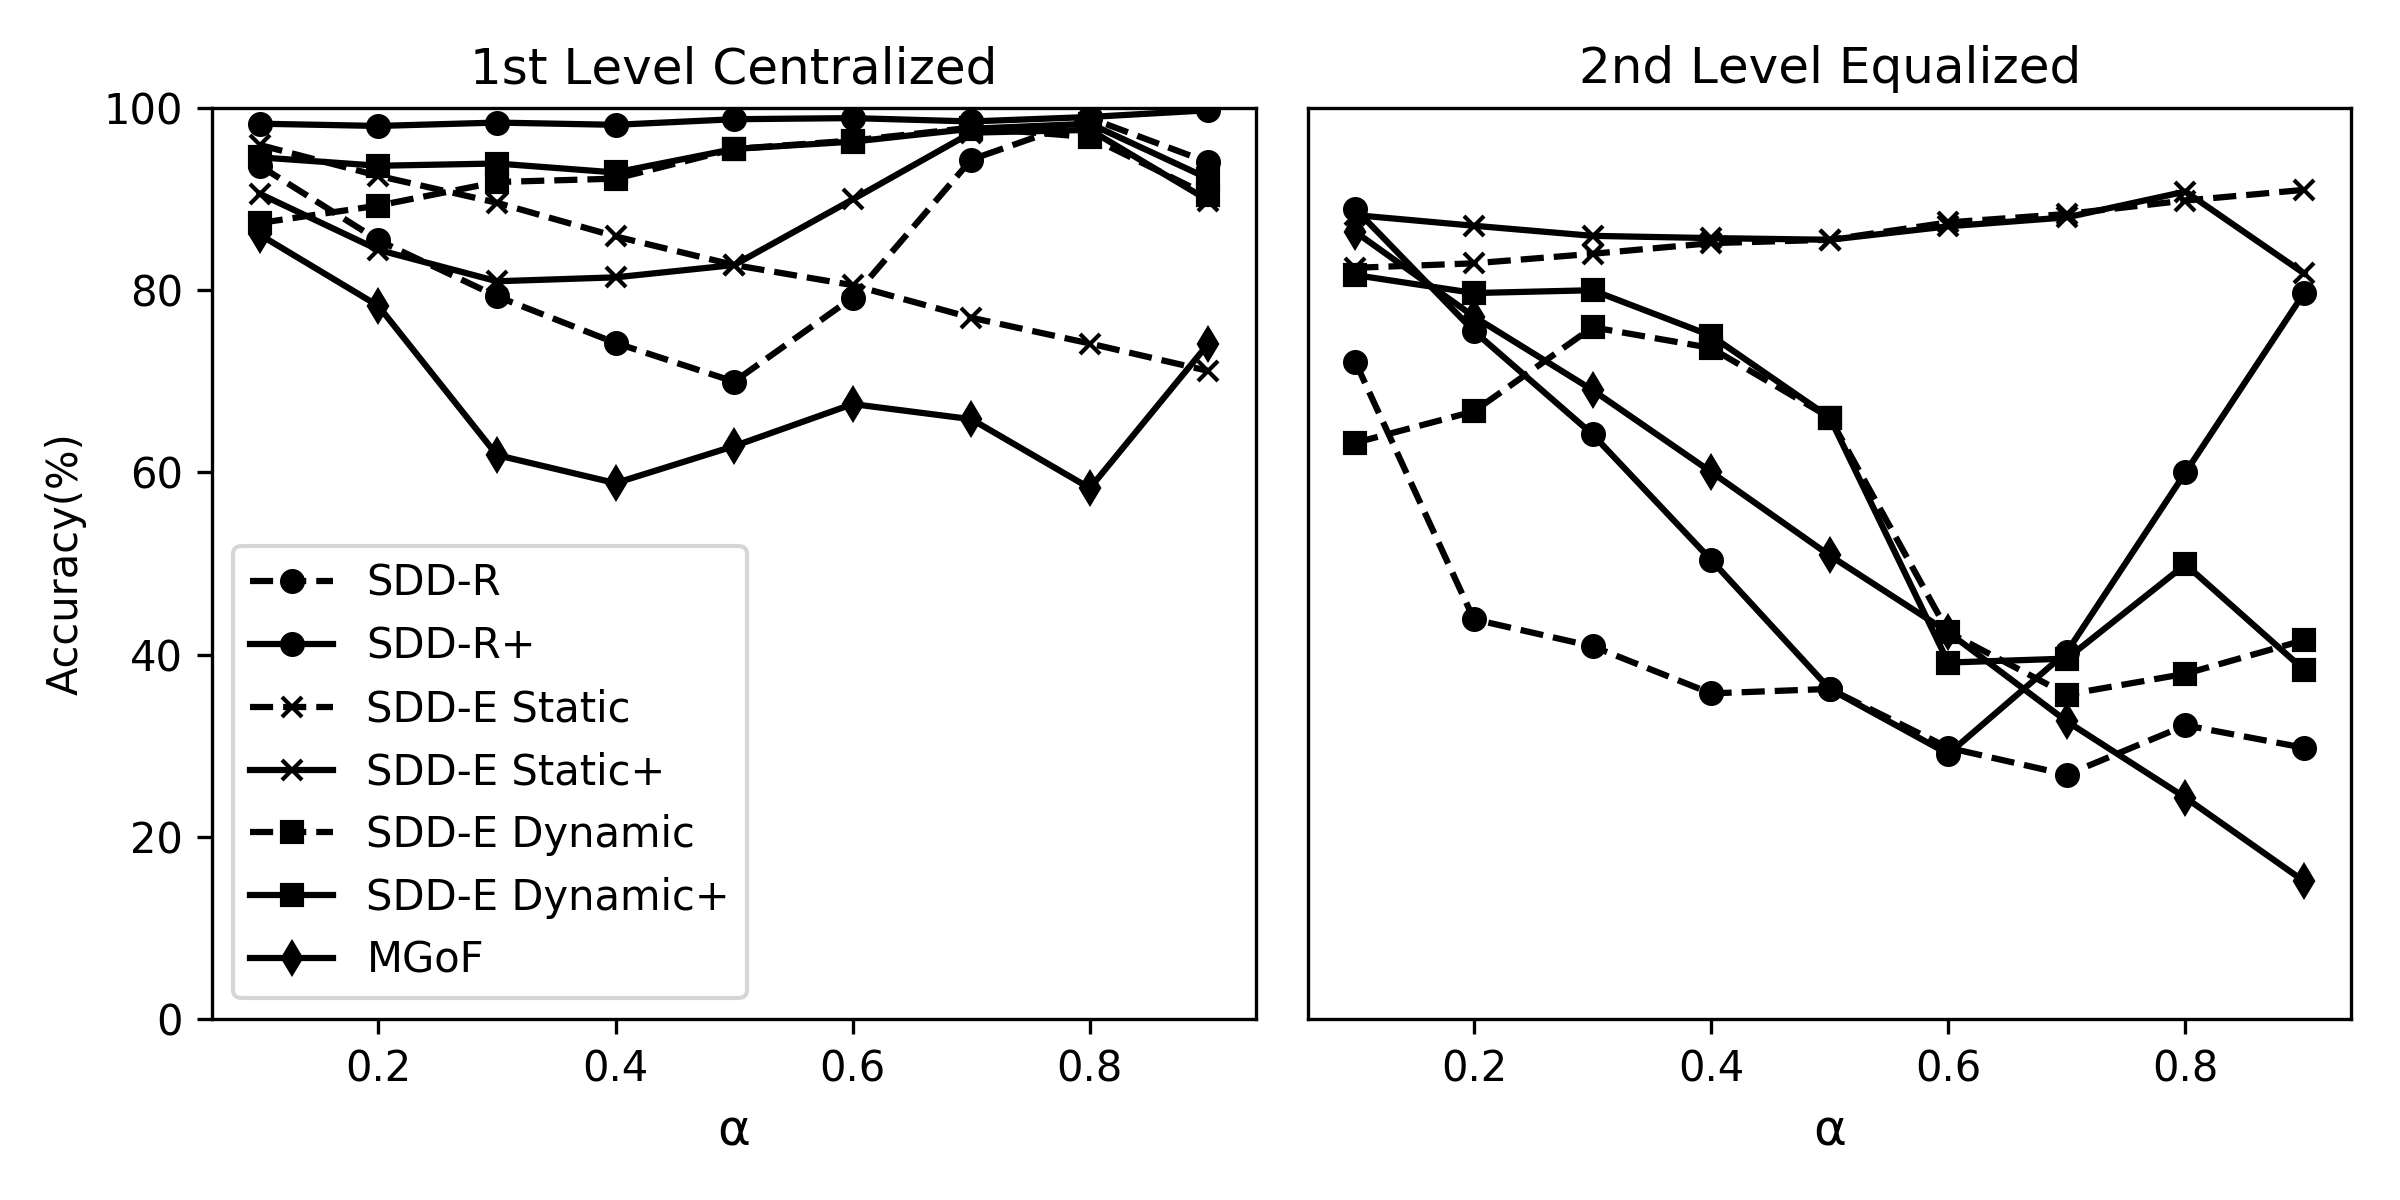 1st Level Centralized
2nd Level Equalized
Accuracy(%)
100
80
60
40
20
0
SDD-R
SDD-R+
SDD-E Static
SDD-E Static+
SDD-E Dynamic
SDD-E Dynamic+
MGoF
0.2
0.4
0.6
0.8
α
0.2
0.4
0.6
0.8
α